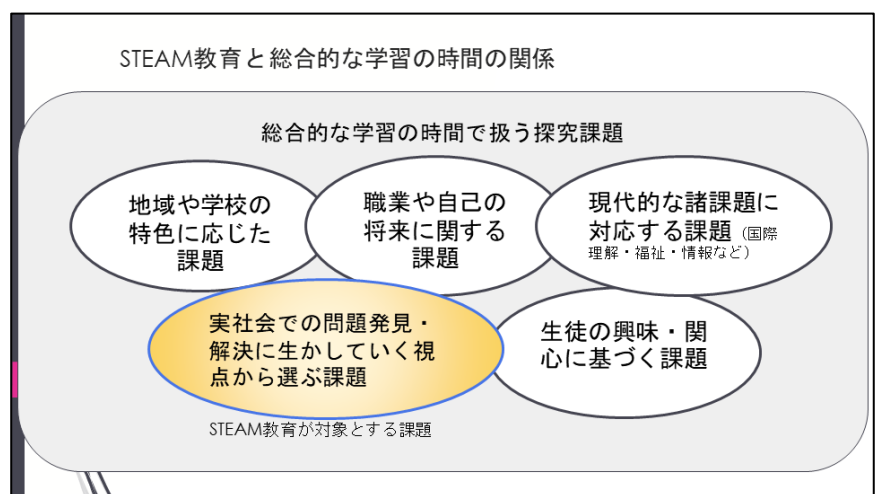 STEAM教育と総合的な学習の時間の関係
総合的な学習の時間で扱う探究課題
地域や学校の
特色に応じた
課題
職業や自己の
将来に関する
課題
現代的な諸課題に
対応する課題（国際
理解・福祉・情報など）
実社会での問題発見・
解決に生かしていく視
点から選ぶ課題
生徒の興味・関
心に基づく課題
STEAM教育が対象とする課題